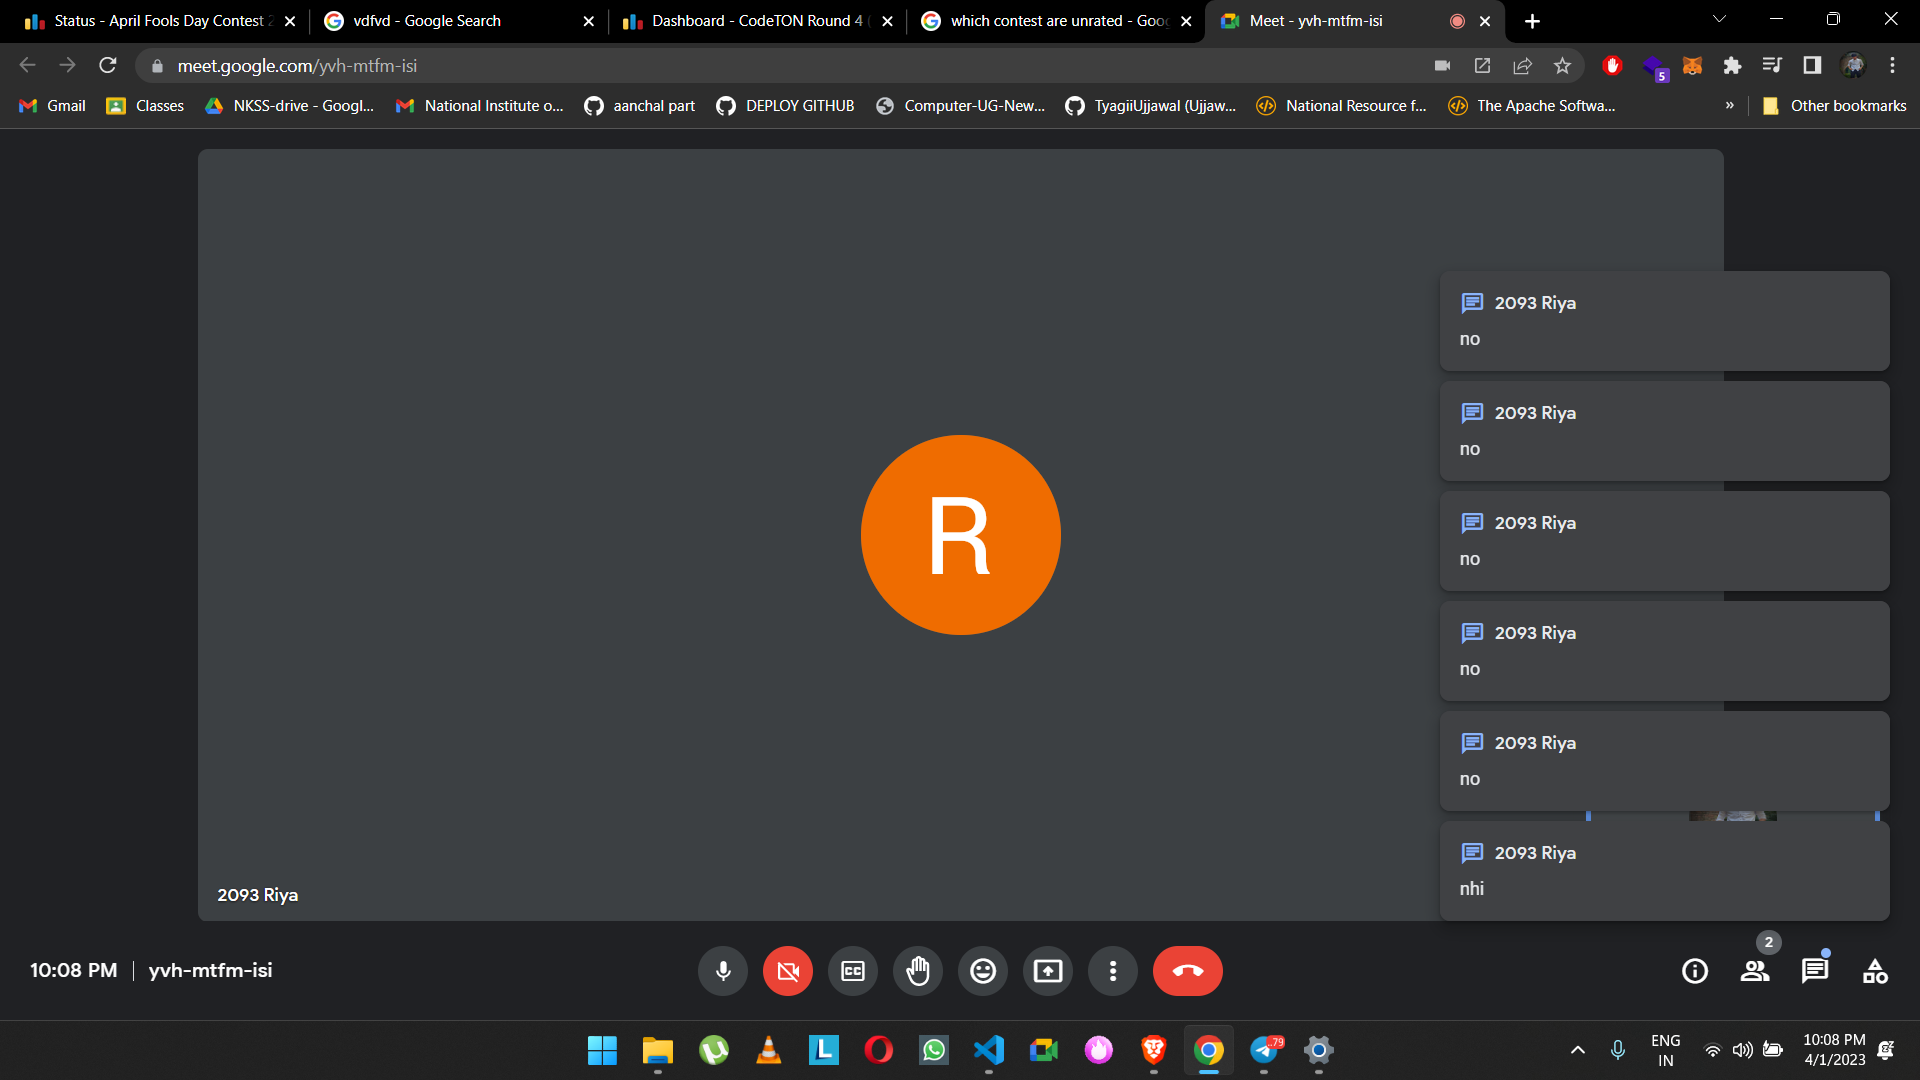 Status - April Fools Day Contest 2
vdfvd - Google Search
Dashboard - CodeTON Round 4 (
which contest are unrated - Goog
Meet - yvh-mtfm-isi
meet.google.com/yvh-mtfm-isi
5
Gmail
Classes
NKSS-drive - Googl...
National Institute o...
aanchal part
DEPLOY GITHUB
Computer-UG-New...
TyagiiUjjawal (Ujjaw...
National Resource f...
The Apache Softwa...
»
Other bookmarks
2093 Riya
no
2093 Riya
no
2093 Riya
no
2093 Riya
no
2093 Riya
no
2093 Riya
nhi
R
2093 Riya
10:08 PM | yvh-mtfm-isi
CC
2
L
79
ENG
IN
10:08 PM
4/1/2023